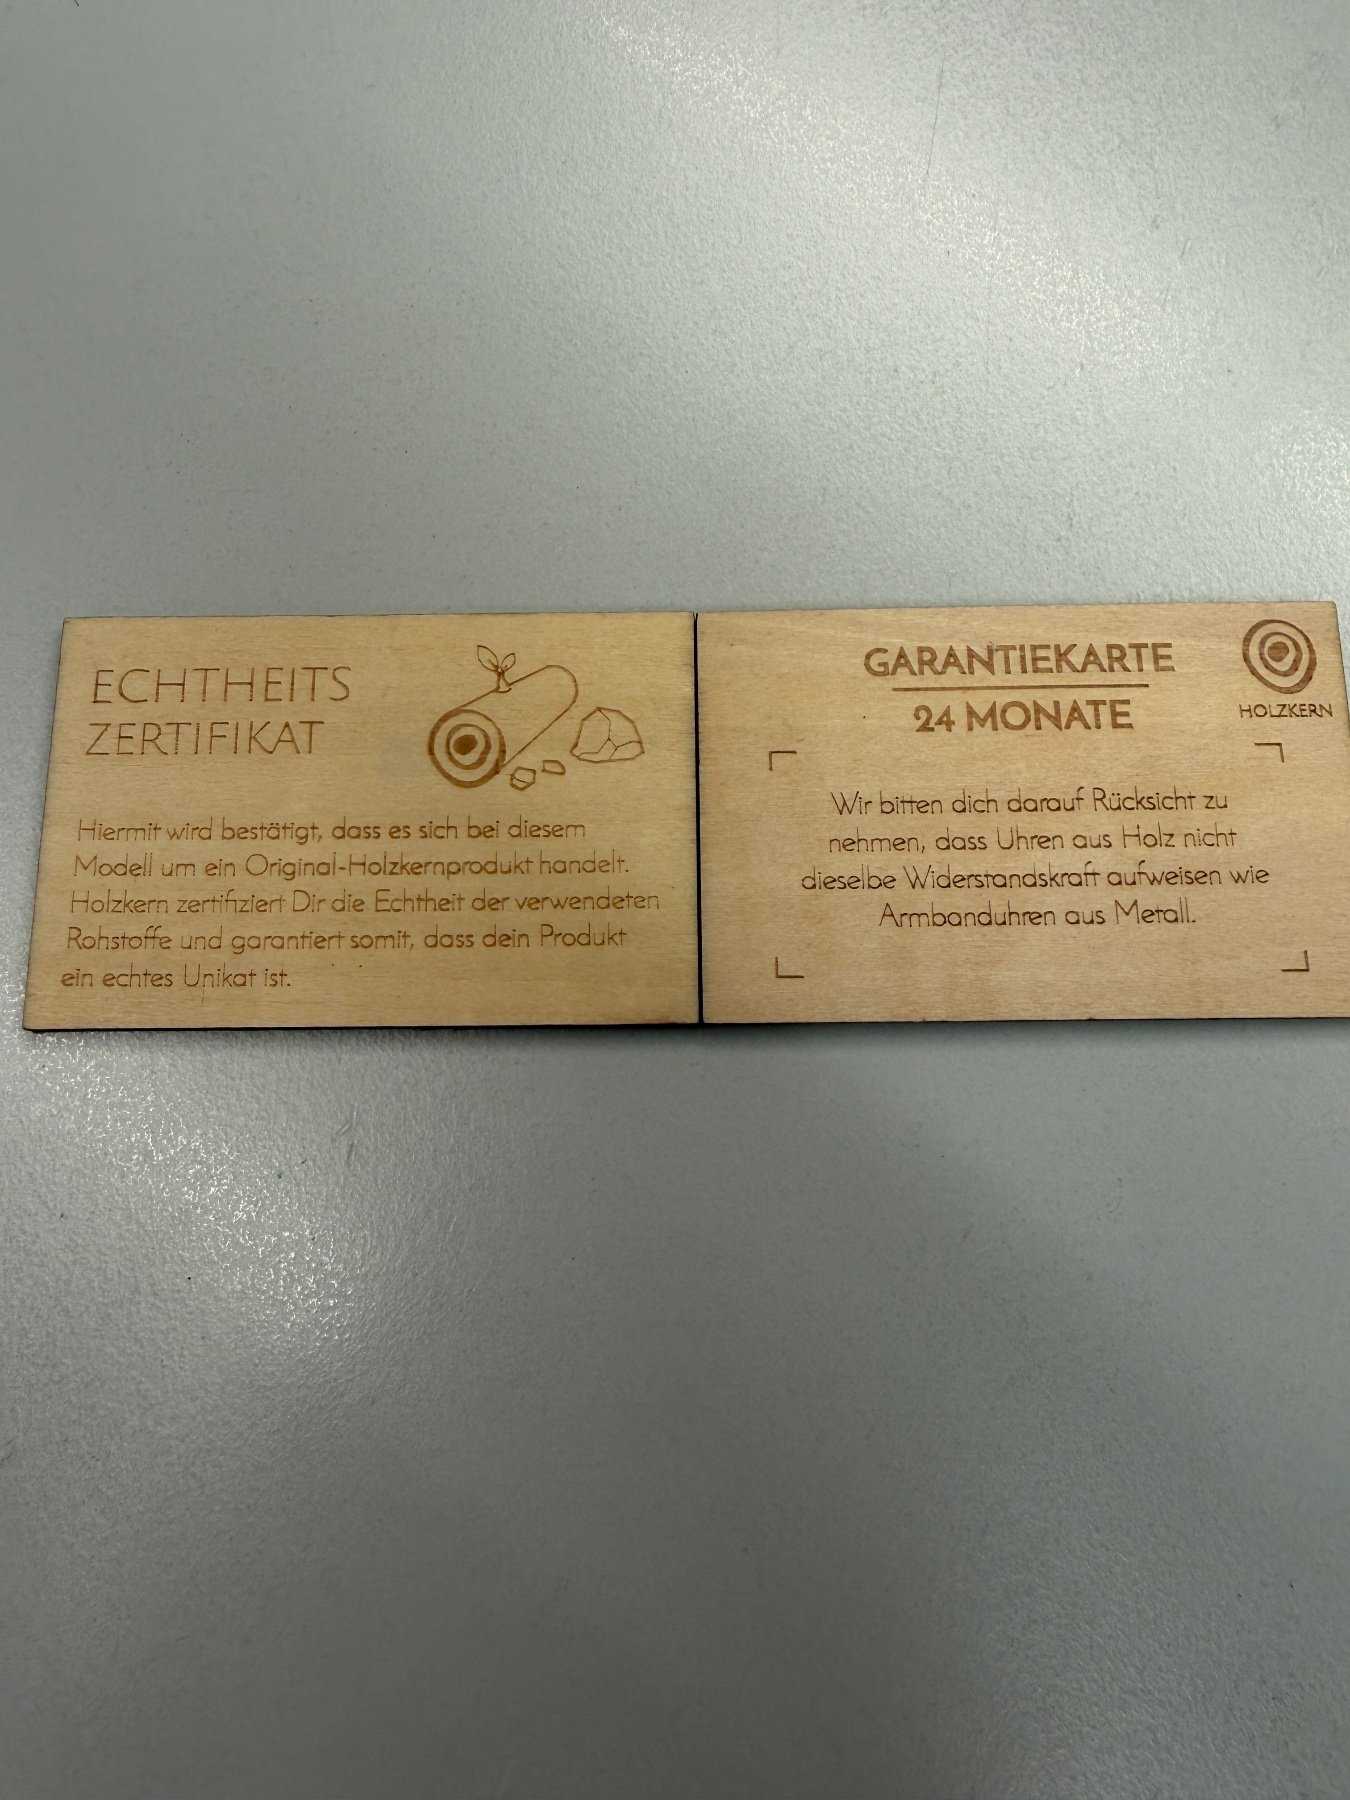 ECHTHEITS
ZERTIFIKAT
Hiermit wird bestätigt, dass es sich bei diesem
Modell um ein Original-Holzkernprodukt handelt.
Holzkern zertifiziert Dir die Echtheit der verwendeten
Rohstoffe und garantiert somit, dass dein Produkt
ein echtes Unikat ist.
GARANTIEKARTE
24 MONATE
HOLZKERN
Wir bitten dich darauf Rücksicht zu
nehmen, dass Uhren aus Holz nicht
dieselbe Widerstandskraft aufweisen wie
Armbanduhren aus Metall.